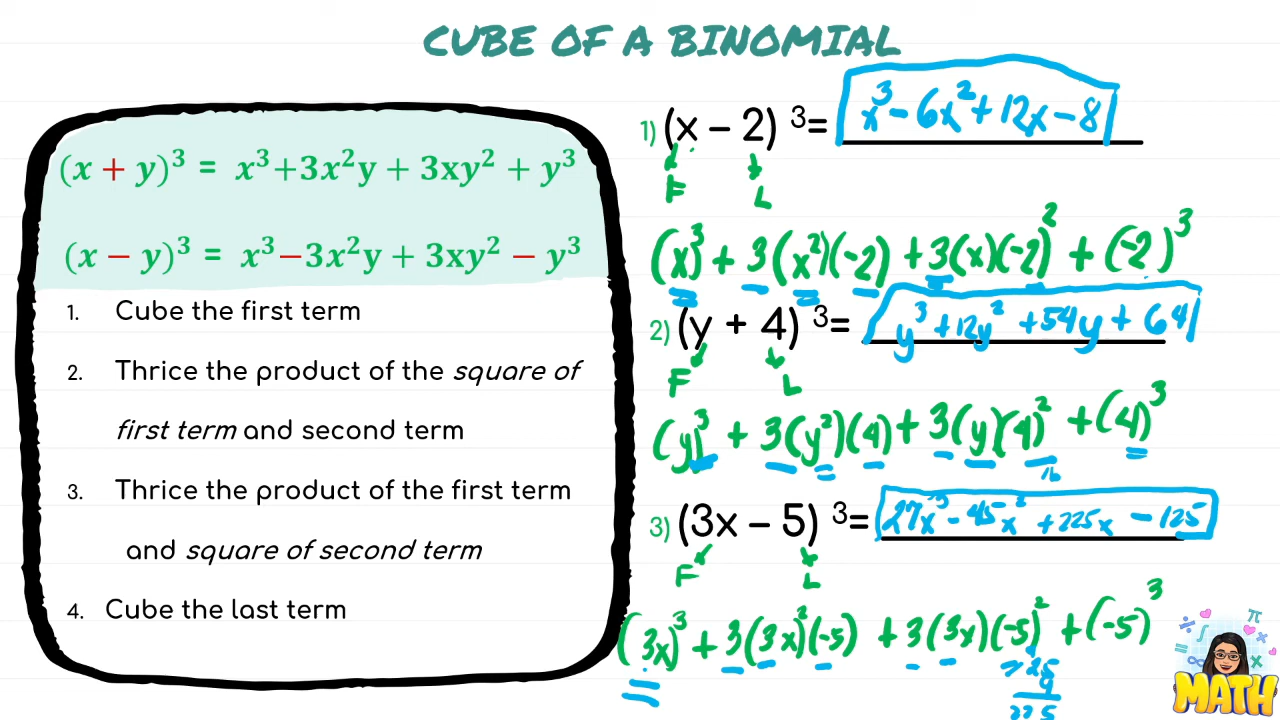 CUBE OF A BINOMIAL
(x + y)³ = x³+3x²y + 3xy² + y³
(x − y)³ = x³−3x²y + 3xy² − y³
1. Cube the first term
2. Thrice the product of the square of
first term and second term
3. Thrice the product of the first term
and square of second term
4. Cube the last term
1) (x − 2) ³= x³ − 6x² + 12x − 8
F L
(x)³ + 3(x²)(-2) + 3(x)(-2)² + (-2)³
2) (y + 4) ³= y³ + 12y² + 54y + 64
F L
(y)³ + 3(y²)(4) + 3(y)(4)² + (4)³
16
3) (3x − 5) ³= 27x³ - 45x² + 225x - 125
F L
(3x)³ + 3(3x)²(-5) + 3(3x)(-5)² + (-5)³
25
9
225
MATH